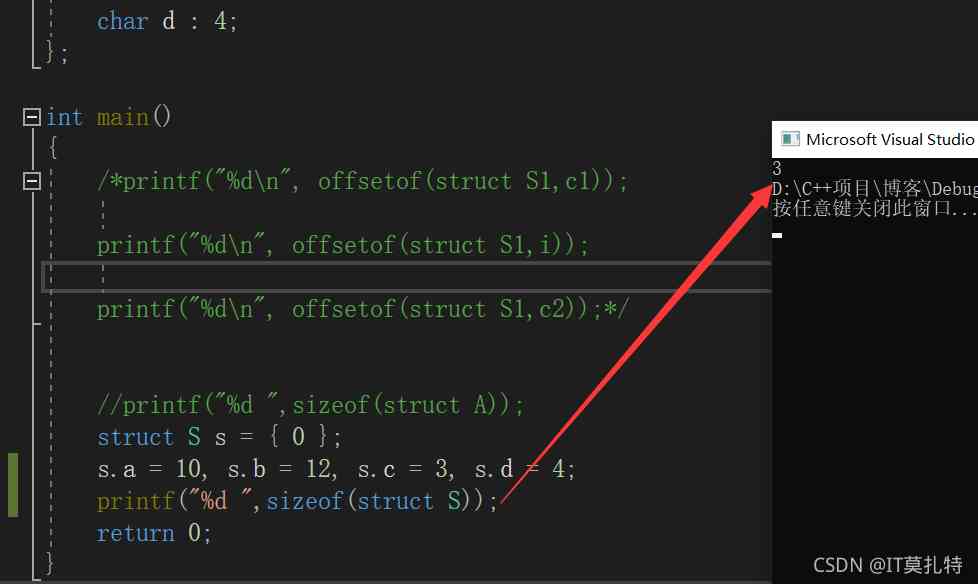 char d : 4;
};
int main()
{
/*printf("%d\n", offsetof(struct S1,c1));
printf("%d\n", offsetof(struct S1,i));
printf("%d\n", offsetof(struct S1,c2));*/
//printf("%d ",sizeof(struct A));
struct S s = { 0 };
s.a = 10, s.b = 12, s.c = 3, s.d = 4;
printf("%d ",sizeof(struct S));
return 0;
}
Microsoft Visual Studio
3
D:\C++项目\博客\Debug
按任意键关闭此窗口...
CSDN @IT莫扎特